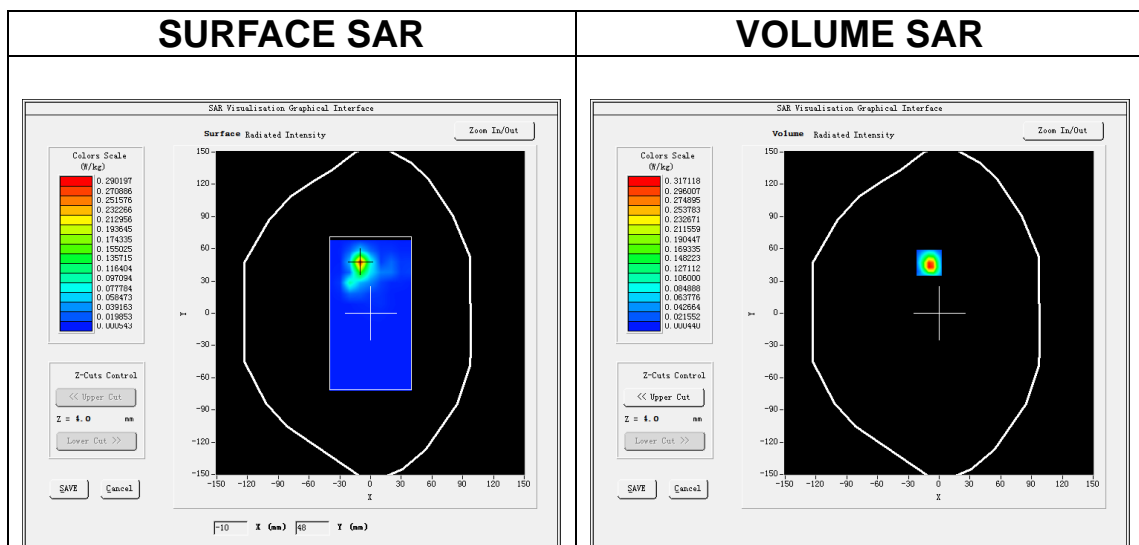 SURFACE SAR
VOLUME SAR
SAR Visualisation Graphical Interface
Surface Radiated Intensity
Zoom In/Out
Colors Scale
(W/kg)
0.290197
0.270886
0.251576
0.232266
0.212956
0.193645
0.174335
0.155025
0.135715
0.116404
0.097094
0.077784
0.058473
0.039163
0.019853
0.000543
Z-Cuts Control
<< Upper Cut
Z = 4.0 mm
Lower Cut >>
SAVE
Cancel
150
120
90
60
30
0
-30
-60
-90
-120
-150
Y
-150 -120 -90 -60 -30 0 30 60 90 120 150
X
-10 X (mm) 48 Y (mm)
SAR Visualisation Graphical Interface
Volume Radiated Intensity
Zoom In/Out
Colors Scale
(W/kg)
0.317118
0.296007
0.274895
0.253783
0.232671
0.211559
0.190447
0.169335
0.148223
0.127112
0.106000
0.084888
0.063776
0.042664
0.021552
0.000440
Z-Cuts Control
<< Upper Cut
Z = 4.0 mm
Lower Cut >>
SAVE
Cancel
150
120
90
60
30
0
-30
-60
-90
-120
-150
Y
-150 -120 -90 -60 -30 0 30 60 90 120 150
X